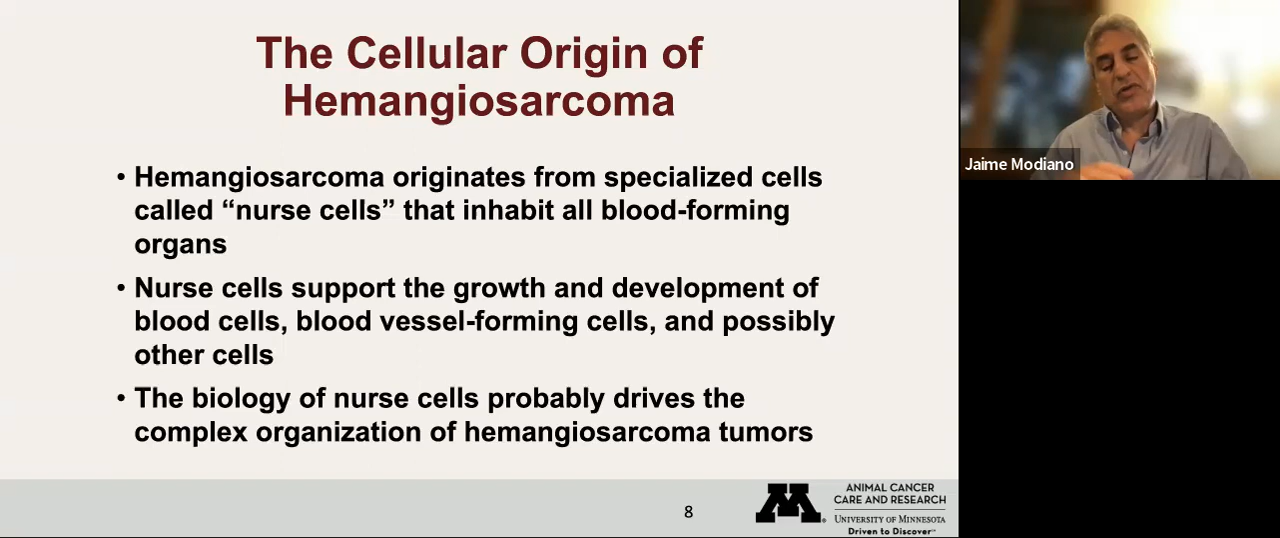 The Cellular Origin of
Hemangiosarcoma
• Hemangiosarcoma originates from specialized cells
called “nurse cells” that inhabit all blood-forming
organs
• Nurse cells support the growth and development of
blood cells, blood vessel-forming cells, and possibly
other cells
• The biology of nurse cells probably drives the
complex organization of hemangiosarcoma tumors
8
M
ANIMAL CANCER
CARE AND RESEARCH
UNIVERSITY OF MINNESOTA
Driven to Discover℠
Jaime Modiano